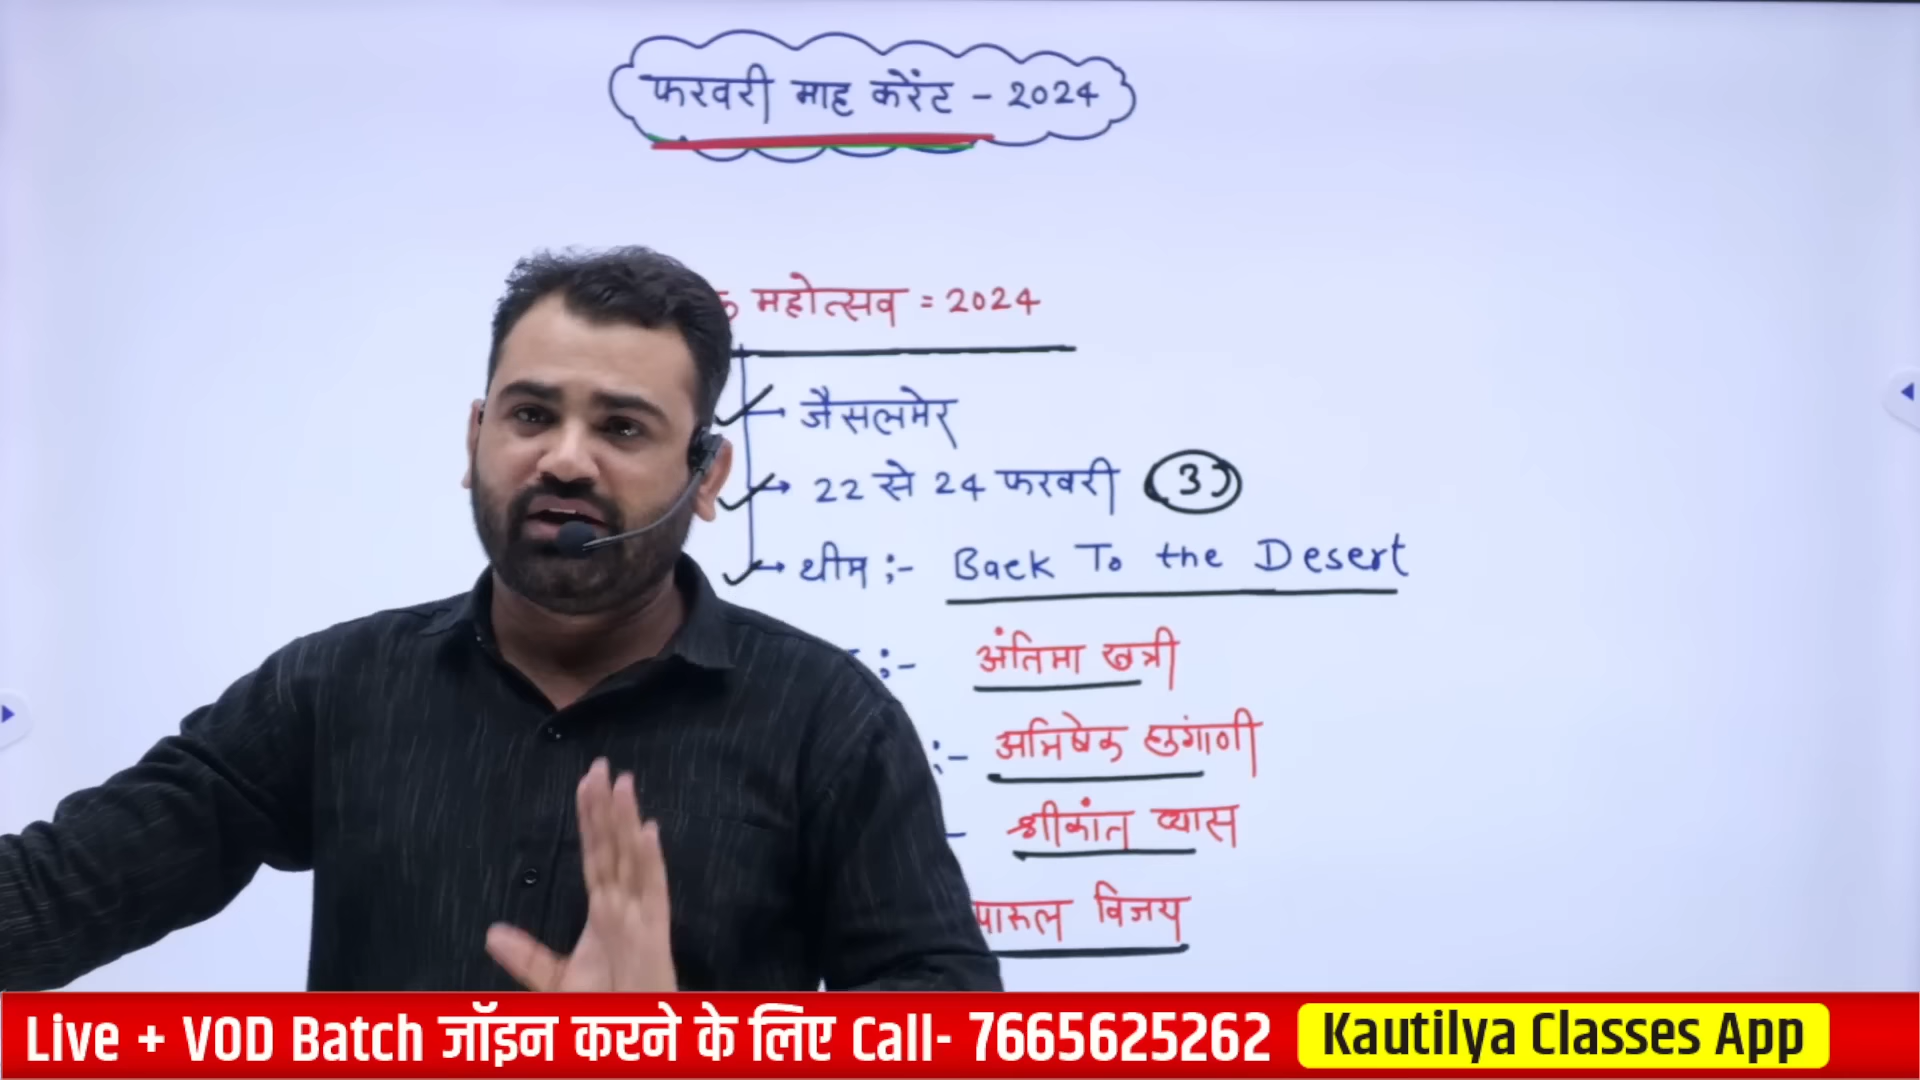 फरवरी माह करेंट - 2024
महोत्सव = 2024
→ जैसलमेर
→ 22 से 24 फरवरी (3)
→ थीम :- Back To the Desert
:- अंतिमा खत्री
:- अभिषेक छुगांणी
- श्रीकांत व्यास
पारूल विजय
Live + VOD Batch जॉइन करने के लिए Call- 7665625262 Kautilya Classes App